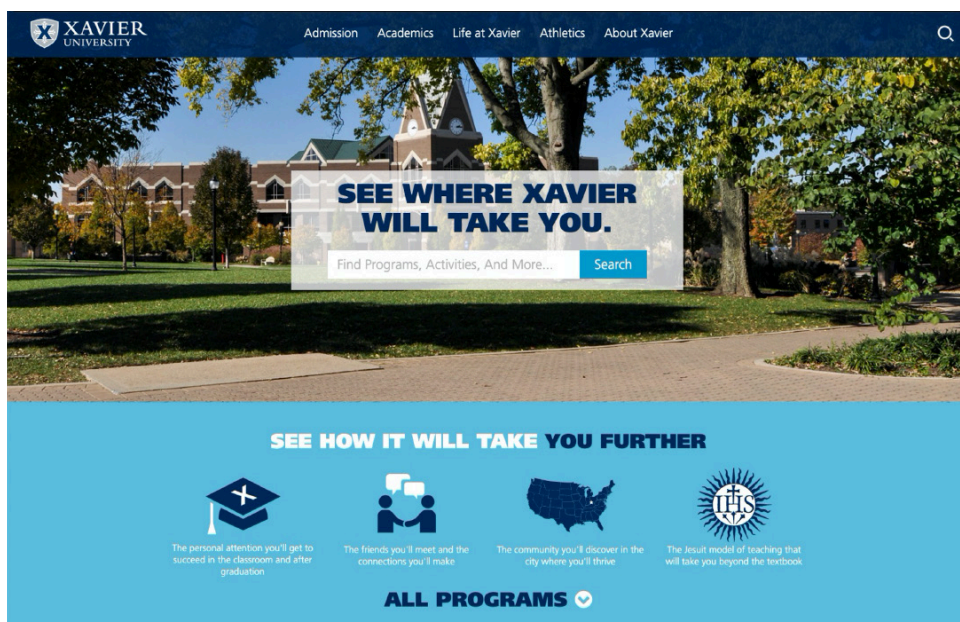 XAVIER
UNIVERSITY
Admission Academics Life at Xavier Athletics About Xavier
SEE WHERE XAVIER
WILL TAKE YOU.
Find Programs, Activities, And More... Search
SEE HOW IT WILL TAKE YOU FURTHER
IHS
The personal attention you'll get to
succeed in the classroom and after
graduation
The friends you'll meet and the
connections you'll make
The community you'll discover in the
city where you'll thrive
The Jesuit model of teaching that
will take you beyond the textbook
ALL PROGRAMS